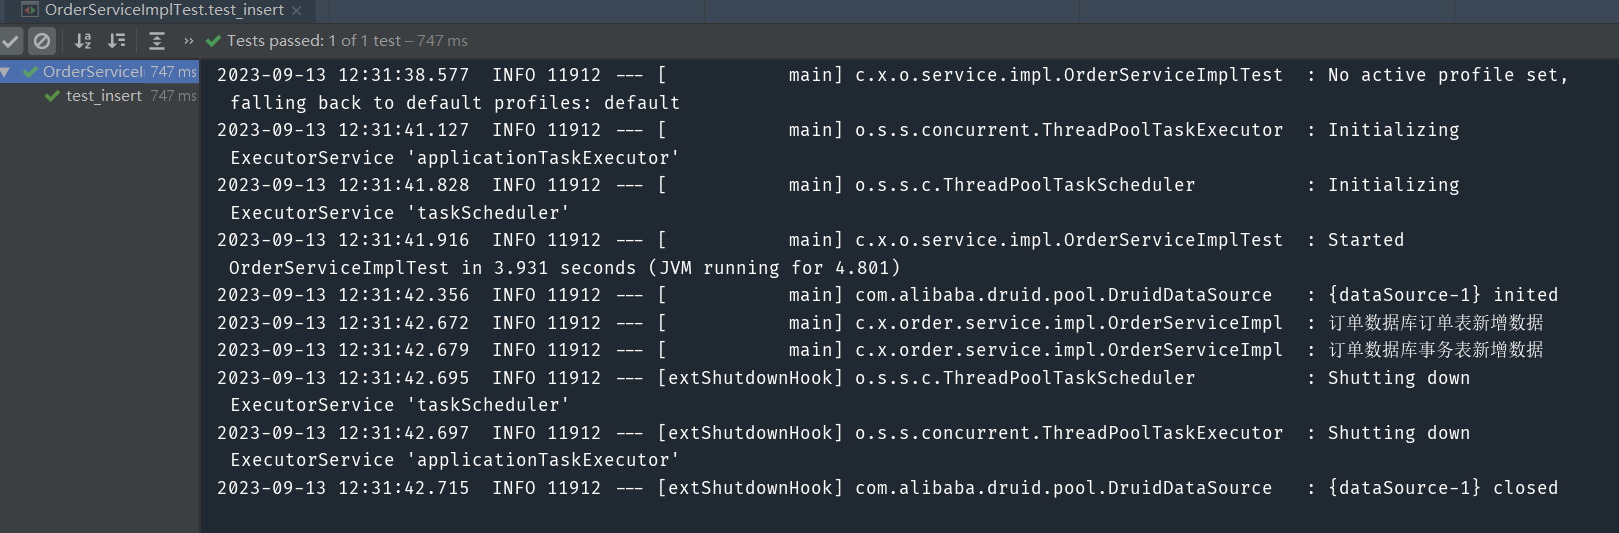 OrderServiceImplTest.test_insert ×
Tests passed: 1 of 1 test – 747 ms
OrderServiceI 747 ms
test_insert 747 ms
2023-09-13 12:31:38.577  INFO 11912 --- [           main] c.x.o.service.impl.OrderServiceImplTest  : No active profile set,
falling back to default profiles: default
2023-09-13 12:31:41.127  INFO 11912 --- [           main] o.s.s.concurrent.ThreadPoolTaskExecutor  : Initializing
ExecutorService 'applicationTaskExecutor'
2023-09-13 12:31:41.828  INFO 11912 --- [           main] o.s.s.c.ThreadPoolTaskScheduler          : Initializing
ExecutorService 'taskScheduler'
2023-09-13 12:31:41.916  INFO 11912 --- [           main] c.x.o.service.impl.OrderServiceImplTest  : Started
OrderServiceImplTest in 3.931 seconds (JVM running for 4.801)
2023-09-13 12:31:42.356  INFO 11912 --- [           main] com.alibaba.druid.pool.DruidDataSource   : {dataSource-1} inited
2023-09-13 12:31:42.672  INFO 11912 --- [           main] c.x.order.service.impl.OrderServiceImpl  : 订单数据库订单表新增数据
2023-09-13 12:31:42.679  INFO 11912 --- [           main] c.x.order.service.impl.OrderServiceImpl  : 订单数据库事务表新增数据
2023-09-13 12:31:42.695  INFO 11912 --- [extShutdownHook] o.s.s.c.ThreadPoolTaskScheduler          : Shutting down
ExecutorService 'taskScheduler'
2023-09-13 12:31:42.697  INFO 11912 --- [extShutdownHook] o.s.s.concurrent.ThreadPoolTaskExecutor  : Shutting down
ExecutorService 'applicationTaskExecutor'
2023-09-13 12:31:42.715  INFO 11912 --- [extShutdownHook] com.alibaba.druid.pool.DruidDataSource   : {dataSource-1} closed